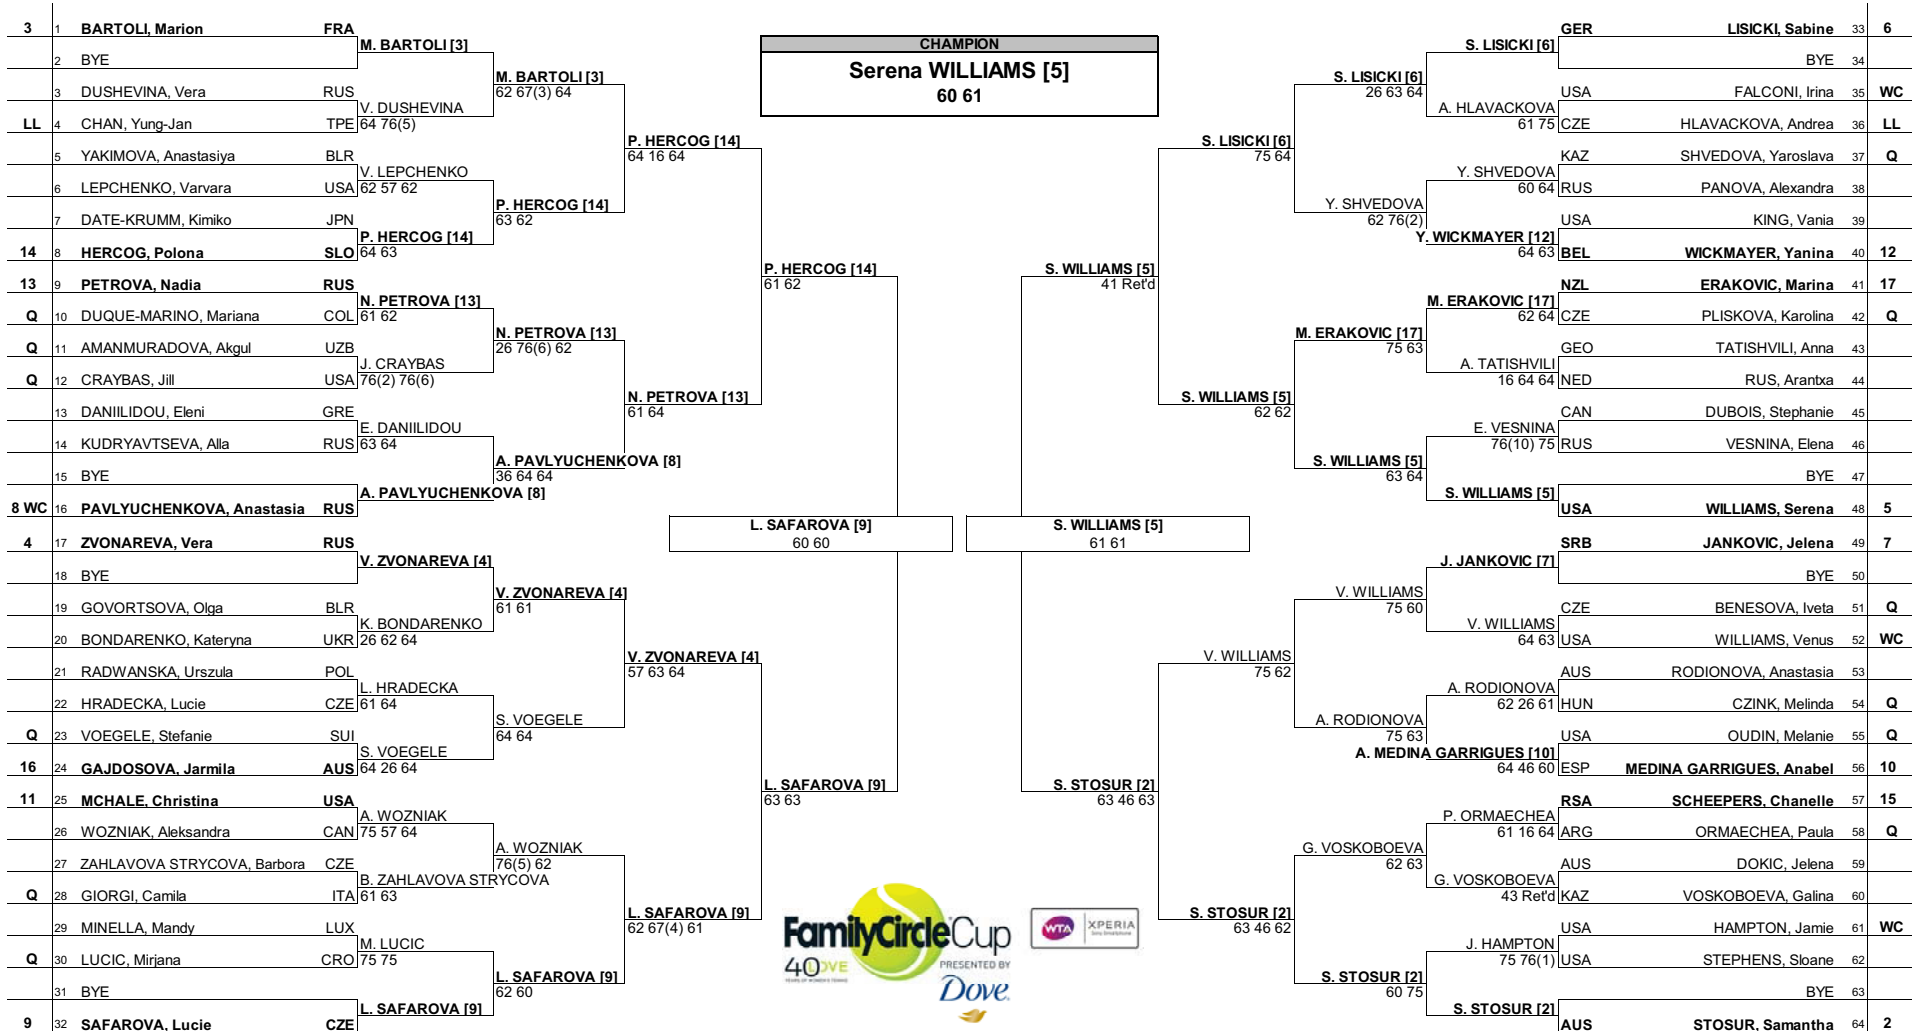 CHAMPION
Serena WILLIAMS [5]
60 61
3 1 BARTOLI, Marion FRA
2 BYE
3 DUSHEVINA, Vera RUS
LL 4 CHAN, Yung-Jan TPE
5 YAKIMOVA, Anastasiya BLR
6 LEPCHENKO, Varvara USA
7 DATE-KRUMM, Kimiko JPN
14 8 HERCOG, Polona SLO
13 9 PETROVA, Nadia RUS
Q 10 DUQUE-MARINO, Mariana COL
Q 11 AMANMURADOVA, Akgul UZB
Q 12 CRAYBAS, Jill USA
13 DANIILIDOU, Eleni GRE
14 KUDRYAVTSEVA, Alla RUS
15 BYE
8 WC 16 PAVLYUCHENKOVA, Anastasia RUS
4 17 ZVONAREVA, Vera RUS
18 BYE
19 GOVORTSOVA, Olga BLR
20 BONDARENKO, Kateryna UKR
21 RADWANSKA, Urszula POL
22 HRADECKA, Lucie CZE
Q 23 VOEGELE, Stefanie SUI
16 24 GAJDOSOVA, Jarmila AUS
11 25 MCHALE, Christina USA
26 WOZNIAK, Aleksandra CAN
27 ZAHLAVOVA STRYCOVA, Barbora CZE
Q 28 GIORGI, Camila ITA
29 MINELLA, Mandy LUX
Q 30 LUCIC, Mirjana CRO
31 BYE
9 32 SAFAROVA, Lucie CZE
M. BARTOLI [3]
V. DUSHEVINA
64 76(5)
V. LEPCHENKO
62 57 62
P. HERCOG [14]
64 63
N. PETROVA [13]
61 62
J. CRAYBAS
76(2) 76(6)
E. DANIILIDOU
63 64
A. PAVLYUCHENKOVA [8]
V. ZVONAREVA [4]
K. BONDARENKO
26 62 64
L. HRADECKA
61 64
S. VOEGELE
64 26 64
A. WOZNIAK
75 57 64
B. ZAHLAVOVA STRYCOVA
61 63
M. LUCIC
75 75
L. SAFAROVA [9]
M. BARTOLI [3]
62 67(3) 64
P. HERCOG [14]
63 62
N. PETROVA [13]
26 76(6) 62
A. PAVLYUCHENKOVA [8]
36 64 64
V. ZVONAREVA [4]
61 61
S. VOEGELE
64 64
A. WOZNIAK
76(5) 62
L. SAFAROVA [9]
62 60
P. HERCOG [14]
64 16 64
N. PETROVA [13]
61 64
V. ZVONAREVA [4]
57 63 64
L. SAFAROVA [9]
62 67(4) 61
P. HERCOG [14]
61 62
L. SAFAROVA [9]
63 63
L. SAFAROVA [9]
60 60
S. WILLIAMS [5]
61 61
S. WILLIAMS [5]
41 Ret'd
S. STOSUR [2]
63 46 63
S. LISICKI [6]
75 64
S. WILLIAMS [5]
62 62
V. WILLIAMS
75 62
S. STOSUR [2]
63 46 62
S. LISICKI [6]
26 63 64
Y. SHVEDOVA
62 76(2)
M. ERAKOVIC [17]
75 63
S. WILLIAMS [5]
63 64
V. WILLIAMS
75 60
A. RODIONOVA
75 63
G. VOSKOBOEVA
62 63
S. STOSUR [2]
60 75
S. LISICKI [6]
A. HLAVACKOVA
61 75
Y. SHVEDOVA
60 64
Y. WICKMAYER [12]
64 63
M. ERAKOVIC [17]
62 64
A. TATISHVILI
16 64 64
E. VESNINA
76(10) 75
S. WILLIAMS [5]
J. JANKOVIC [7]
V. WILLIAMS
64 63
A. RODIONOVA
62 26 61
A. MEDINA GARRIGUES [10]
64 46 60
P. ORMAECHEA
61 16 64
G. VOSKOBOEVA
43 Ret'd
J. HAMPTON
75 76(1)
S. STOSUR [2]
GER LISICKI, Sabine 33 6
BYE 34
USA FALCONI, Irina 35 WC
CZE HLAVACKOVA, Andrea 36 LL
KAZ SHVEDOVA, Yaroslava 37 Q
RUS PANOVA, Alexandra 38
USA KING, Vania 39
BEL WICKMAYER, Yanina 40 12
NZL ERAKOVIC, Marina 41 17
CZE PLISKOVA, Karolina 42 Q
GEO TATISHVILI, Anna 43
NED RUS, Arantxa 44
CAN DUBOIS, Stephanie 45
RUS VESNINA, Elena 46
BYE 47
USA WILLIAMS, Serena 48 5
SRB JANKOVIC, Jelena 49 7
BYE 50
CZE BENESOVA, Iveta 51 Q
USA WILLIAMS, Venus 52 WC
AUS RODIONOVA, Anastasia 53
HUN CZINK, Melinda 54 Q
USA OUDIN, Melanie 55 Q
ESP MEDINA GARRIGUES, Anabel 56 10
RSA SCHEEPERS, Chanelle 57 15
ARG ORMAECHEA, Paula 58 Q
AUS DOKIC, Jelena 59
KAZ VOSKOBOEVA, Galina 60
USA HAMPTON, Jamie 61 WC
USA STEPHENS, Sloane 62
BYE 63
AUS STOSUR, Samantha 64 2
FamilyCircleCup
40 LOVE
YEARS OF WOMEN'S TENNIS
PRESENTED BY
Dove
WTA XPERIA